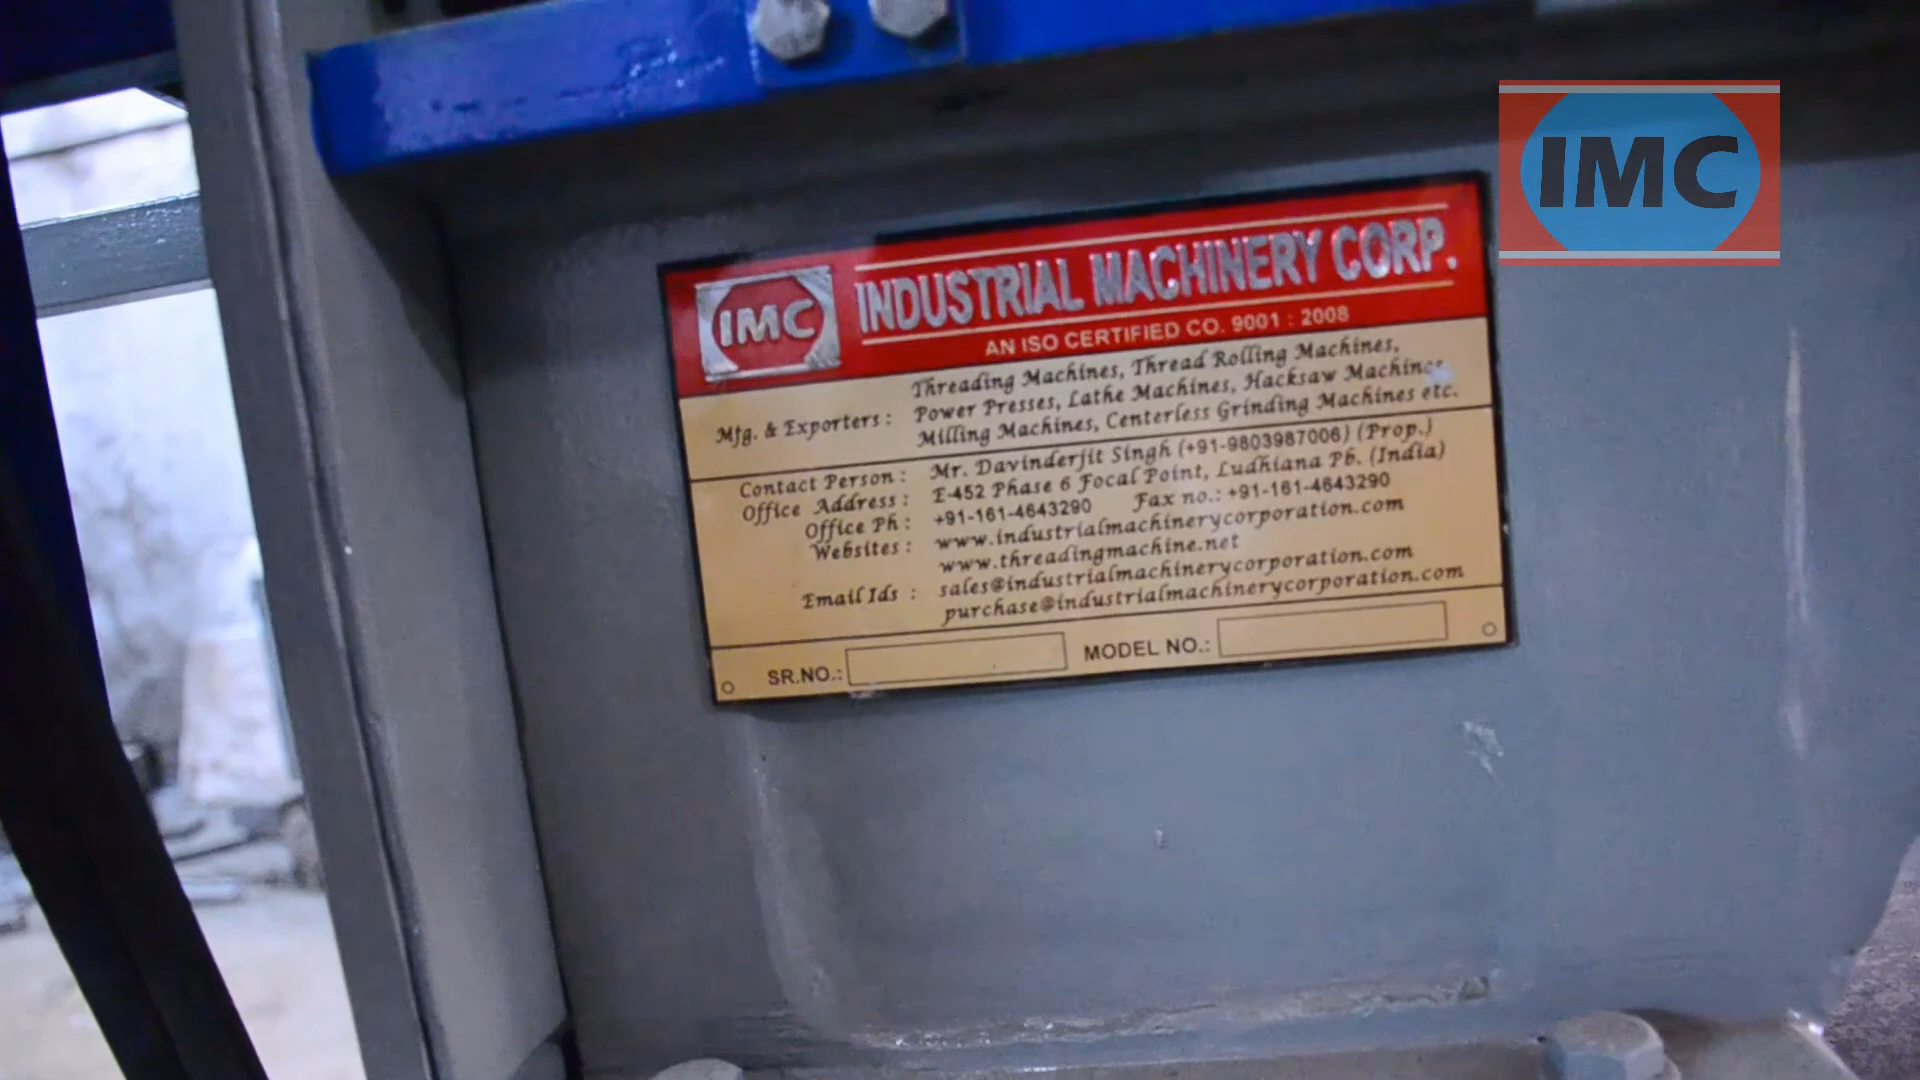 IMC
IMC
INDUSTRIAL MACHINERY CORP.
AN ISO CERTIFIED CO. 9001 : 2008
Mfg. & Exporters : Threading Machines, Thread Rolling Machines,
Power Presses, Lathe Machines, Hacksaw Machines
Milling Machines, Centerless Grinding Machines etc.
Contact Person : Mr. Davinderjit Singh (+91-9803987006) (Prop.)
Office Address : E-452 Phase 6 Focal Point, Ludhiana Pb. (India)
Office Ph : +91-161-4643290 Fax no.: +91-161-4643290
Websites : www.industrialmachinerycorporation.com
www.threadingmachine.net
Email Ids : sales@industrialmachinerycorporation.com
purchase@industrialmachinerycorporation.com
SR.NO.: MODEL NO.: